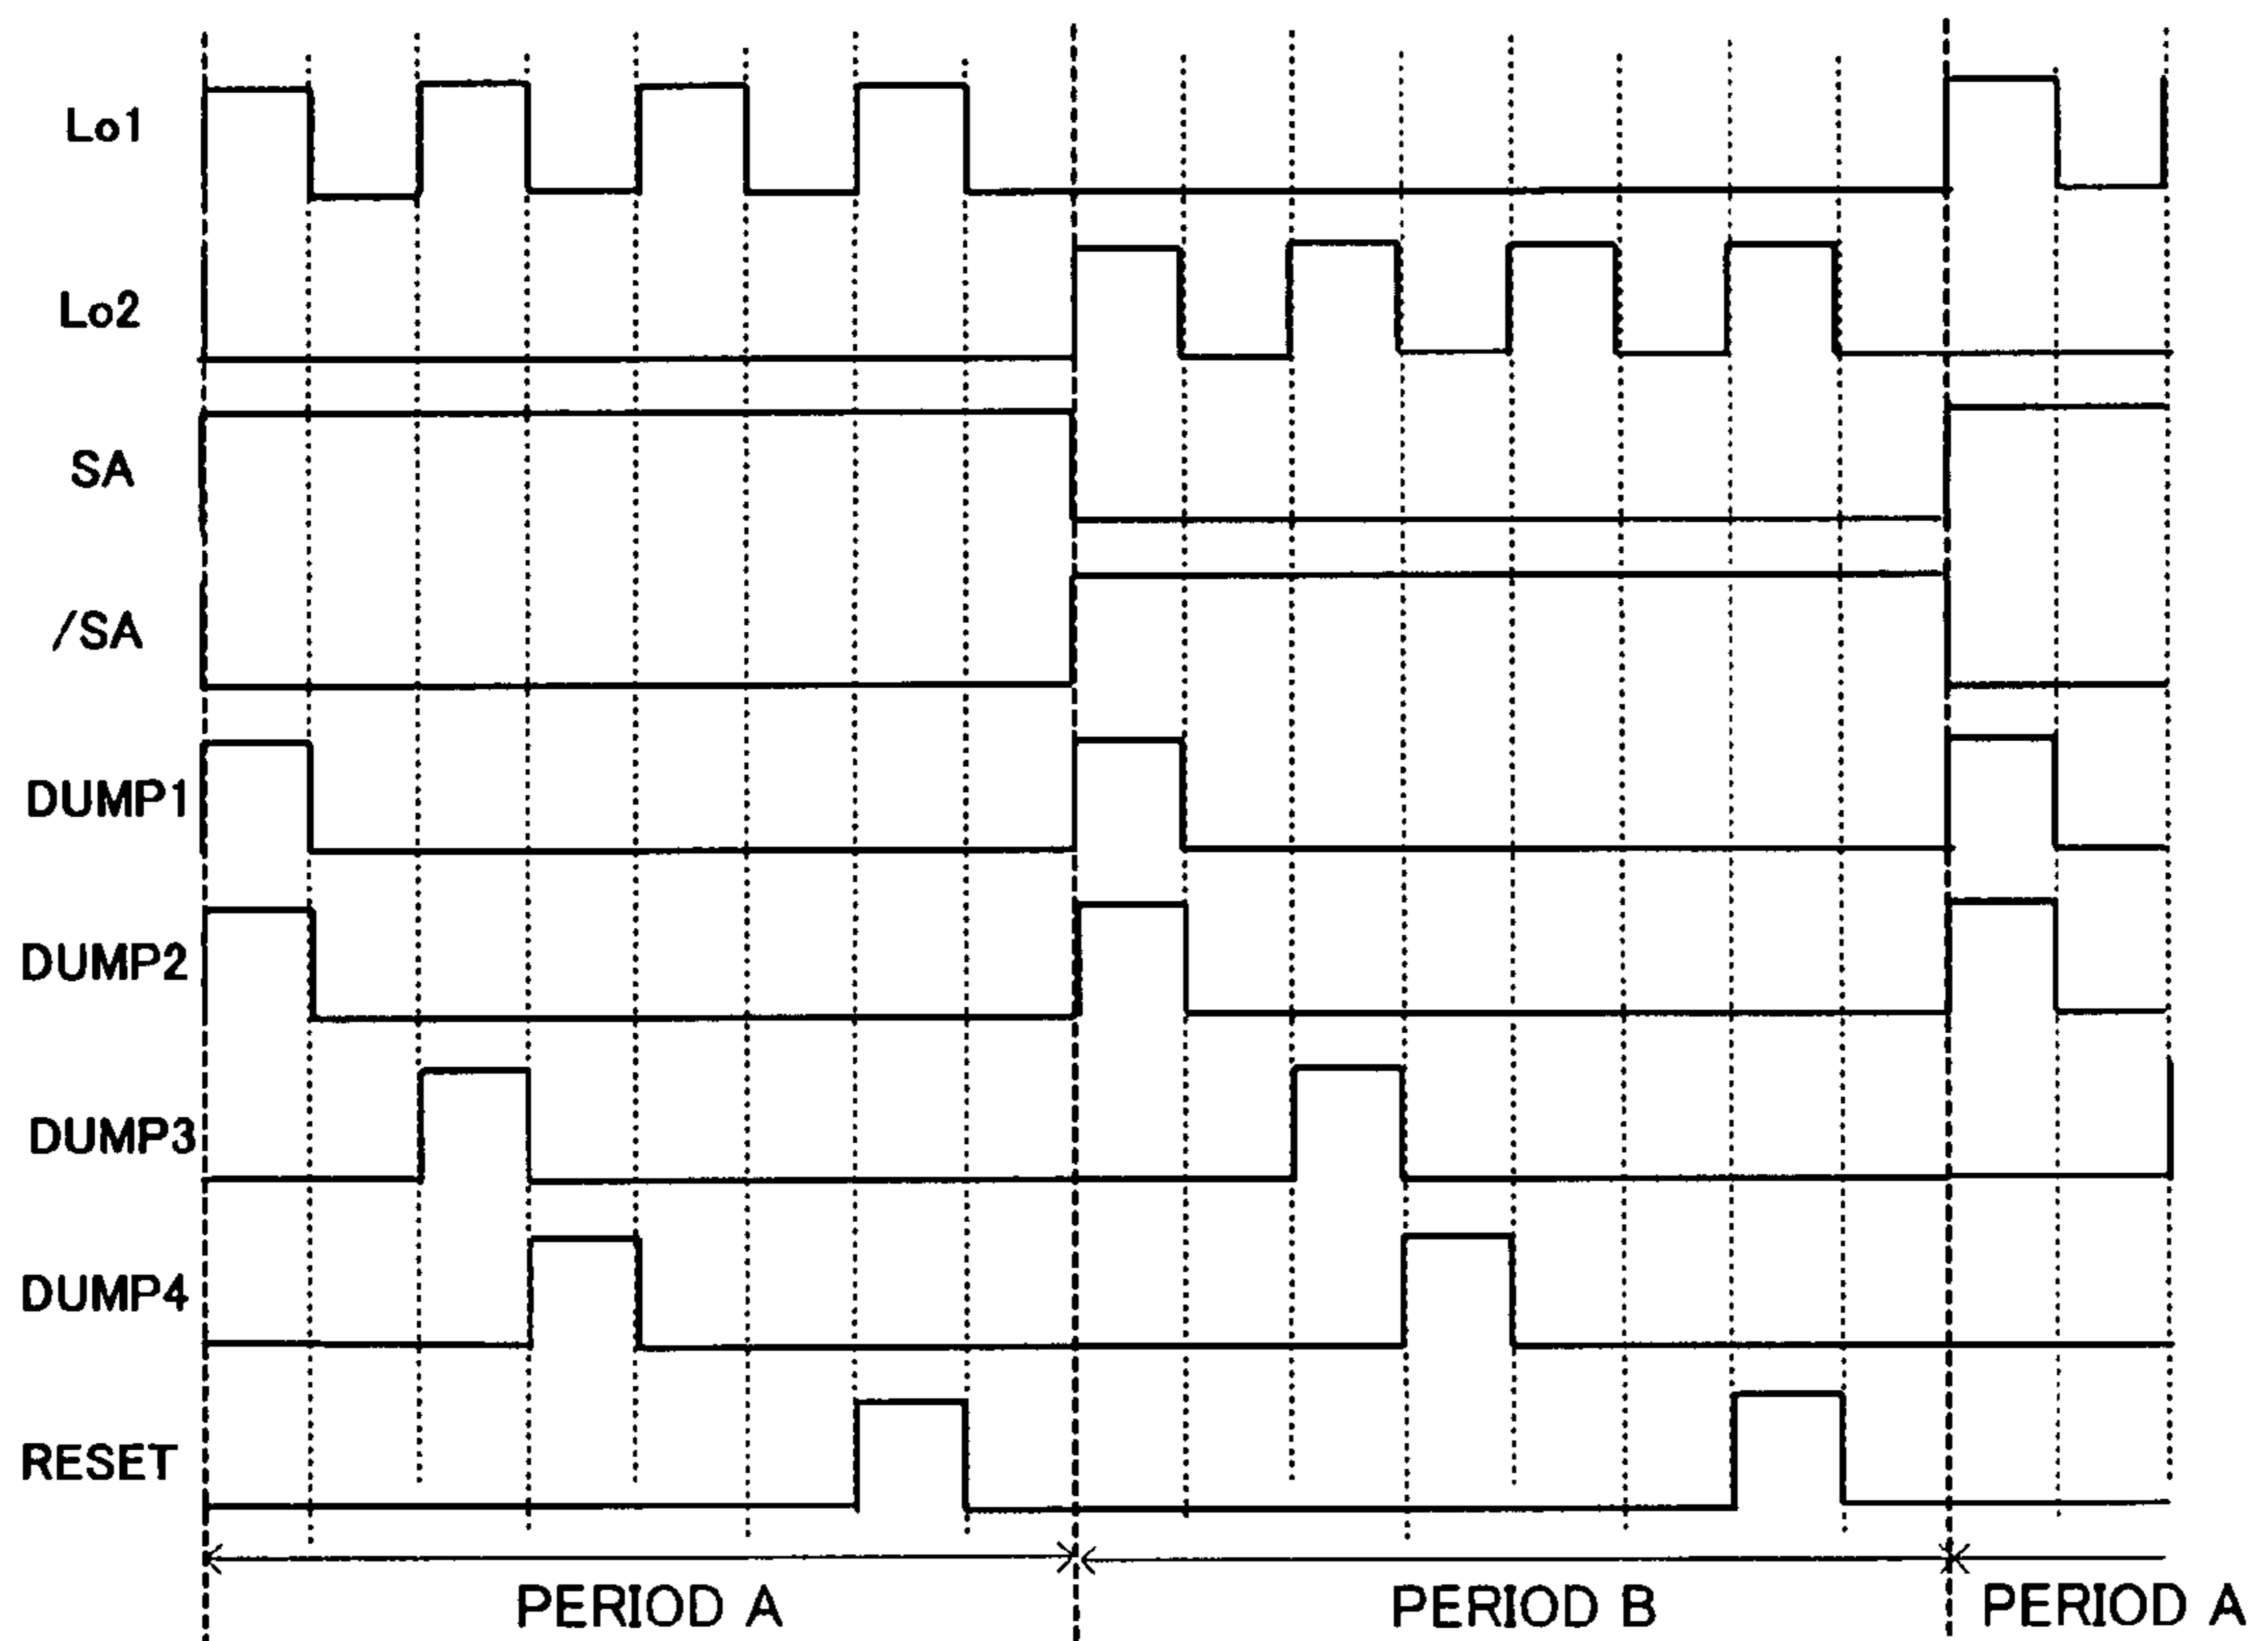 Lo1
Lo2
SA
/SA
DUMP1
DUMP2
DUMP3
DUMP4
RESET
PERIOD A
PERIOD B
PERIOD A